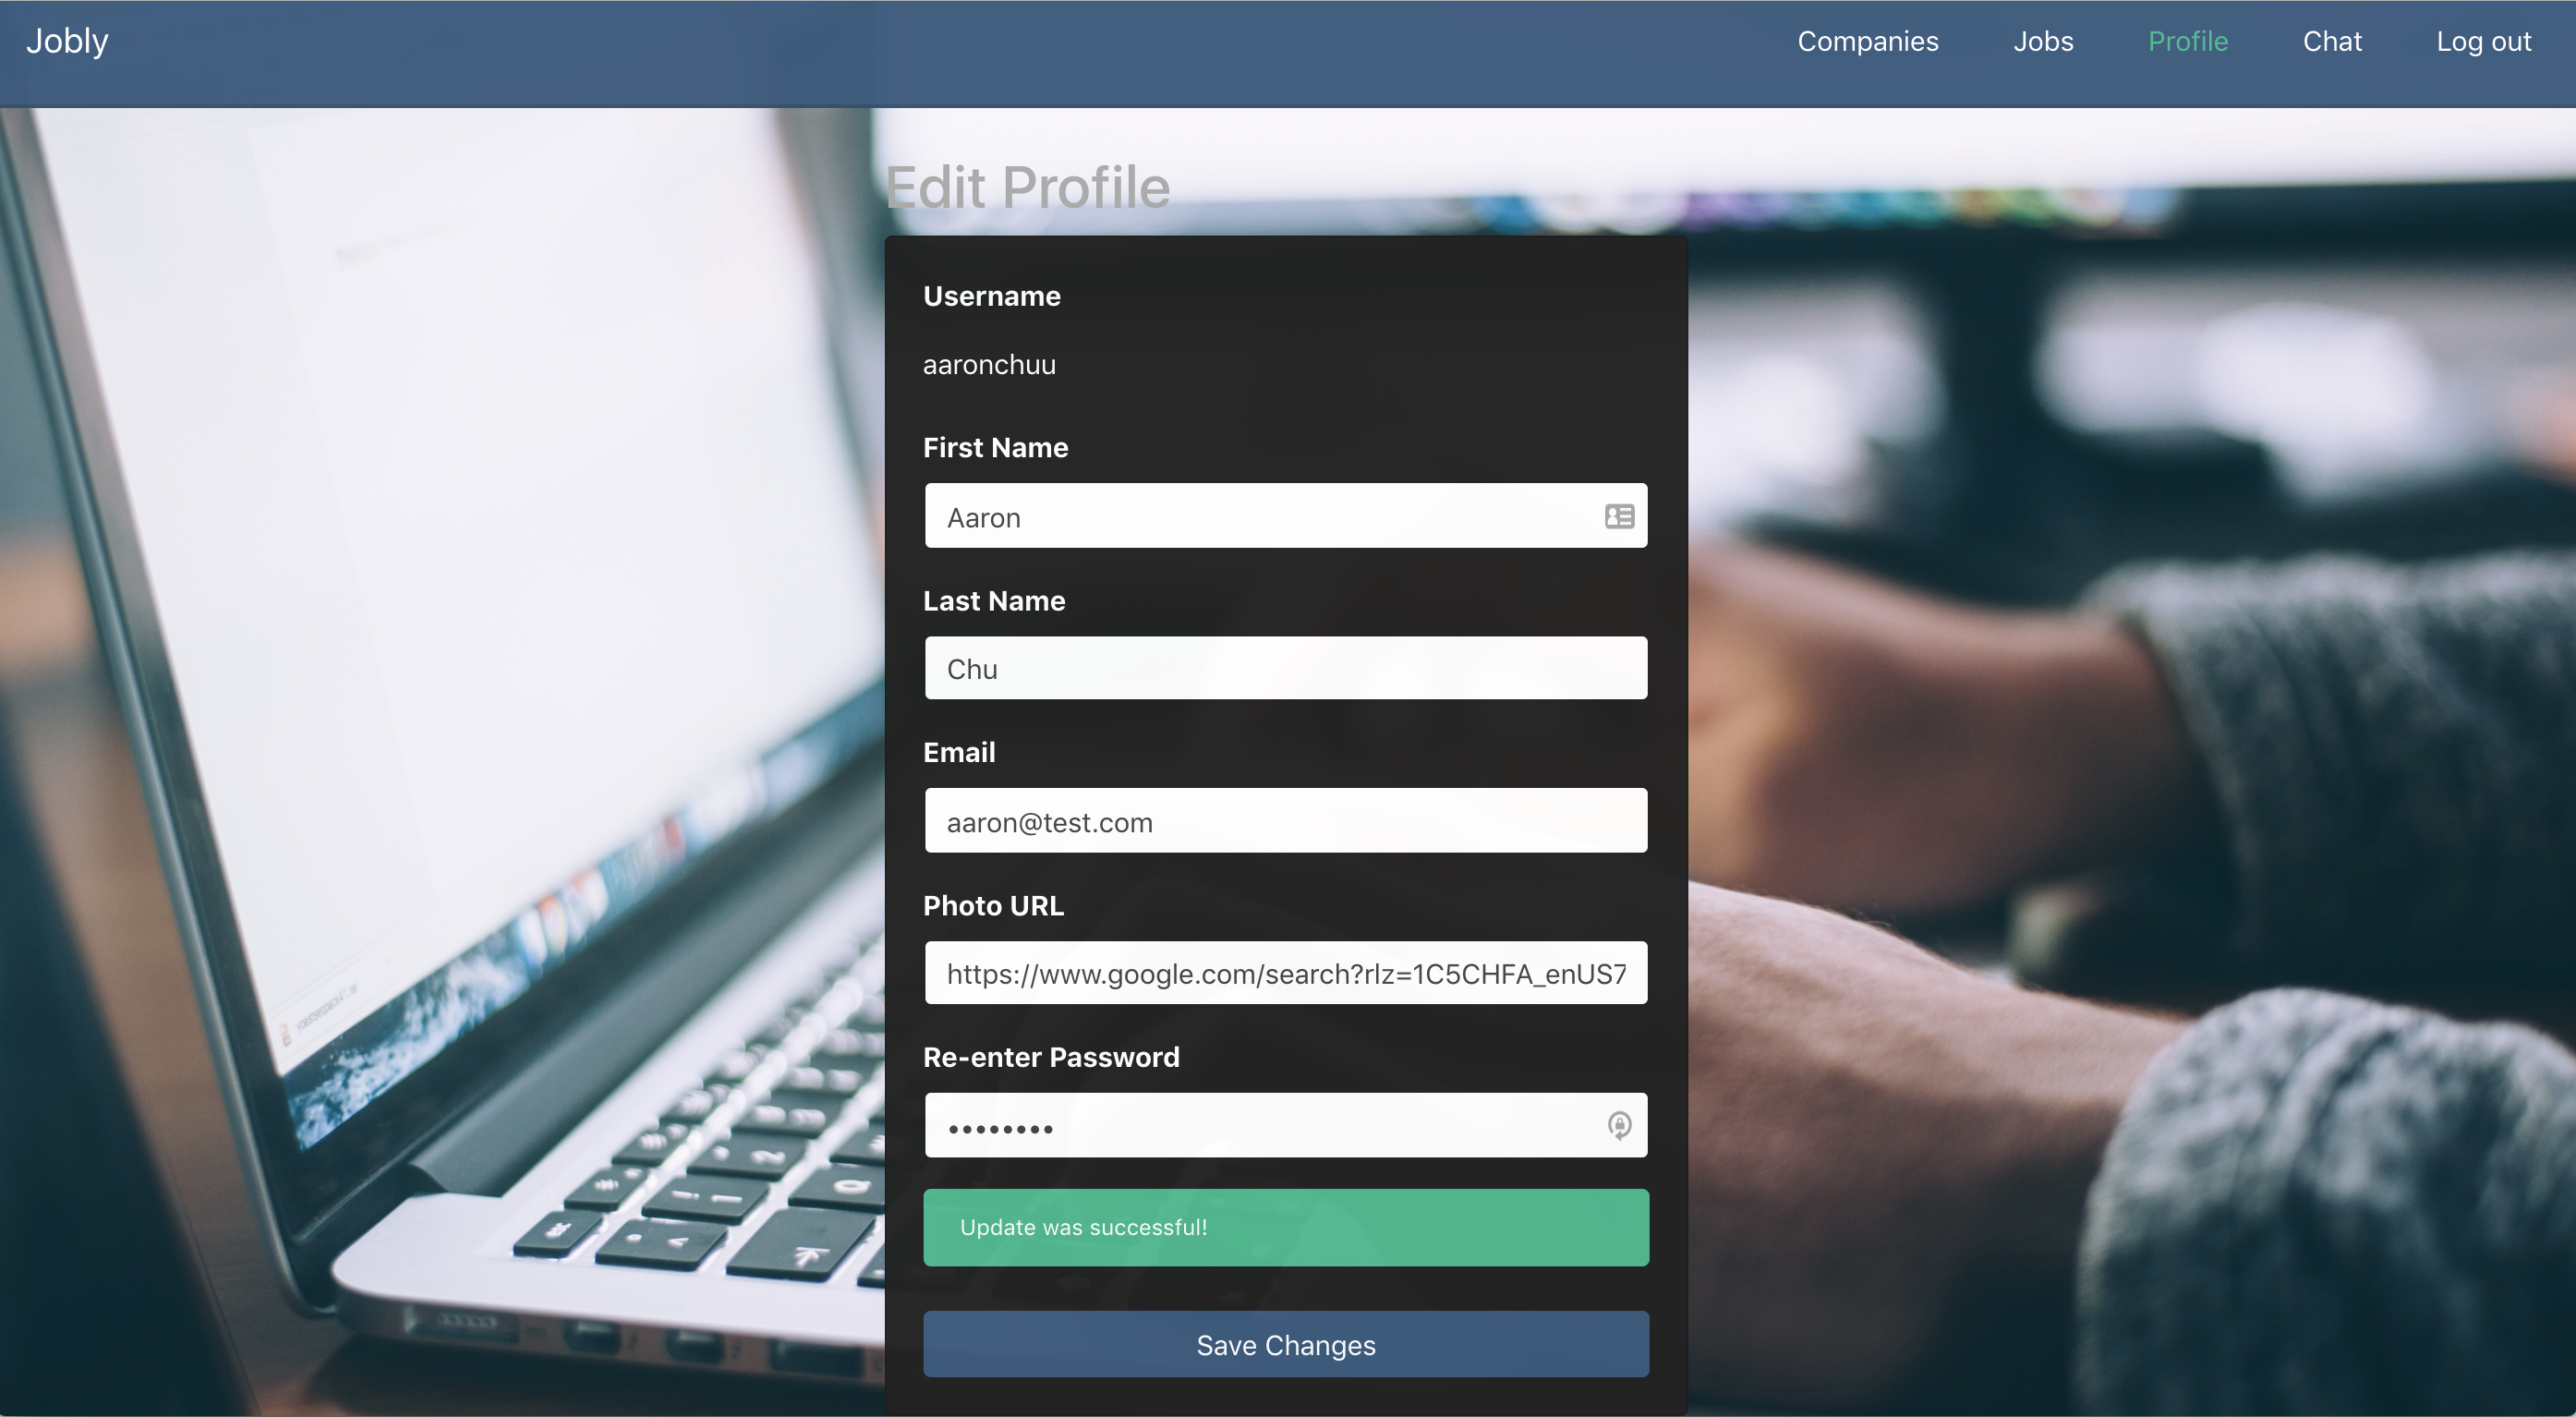 Jobly
Companies
Jobs
Profile
Chat
Log out
Edit Profile
Username
aaronchuu
First Name
Aaron
Last Name
Chu
Email
aaron@test.com
Photo URL
https://www.google.com/search?rlz=1C5CHFA_enUS7
Re-enter Password
••••••••
Update was successful!
Save Changes